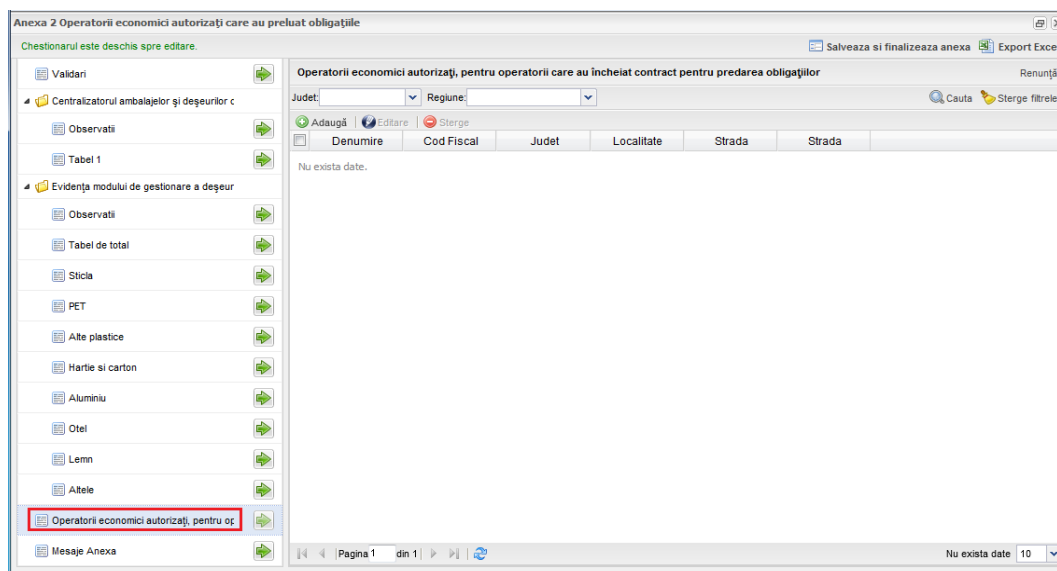 Anexa 2 Operatorii economici autorizaţi care au preluat obligaţiile
Chestionarul este deschis spre editare.
Salveaza si finalizeaza anexa Export Exce
Validari
Centralizatorul ambalajelor şi deşeurilor c
Observatii
Tabel 1
Evidenţa modului de gestionare a deşeur
Observatii
Tabel de total
Sticla
PET
Alte plastice
Hartie si carton
Aluminiu
Otel
Lemn
Altele
Operatorii economici autorizaţi, pentru op
Mesaje Anexa
Operatorii economici autorizaţi, pentru operatorii care au încheiat contract pentru predarea obligaţiilor Renunţă
Judet: Regiune: Cauta Sterge filtrele
Adaugă Editare Sterge
Denumire Cod Fiscal Judet Localitate Strada Strada
Nu exista date.
Pagina 1 din 1 Nu exista date 10